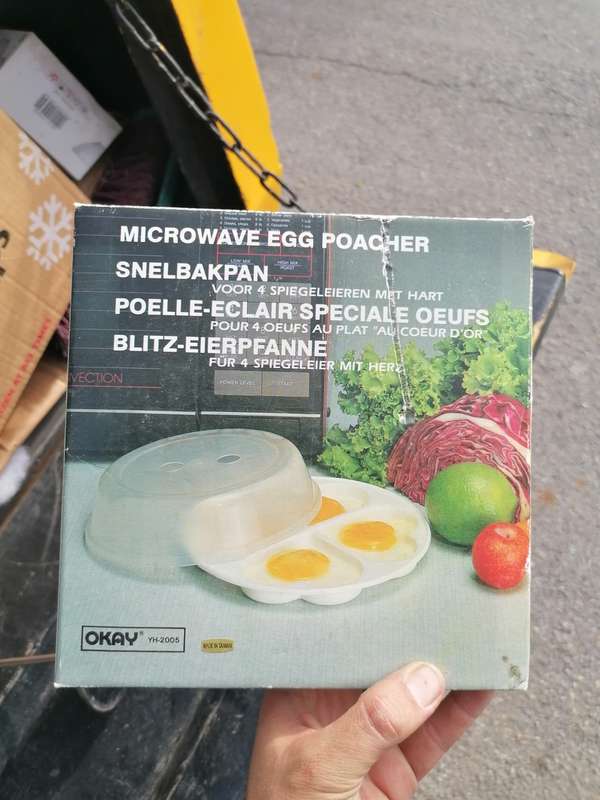 MICROWAVE EGG POACHER
SNELBAKPAN
VOOR 4 SPIEGELEIEREN MET HART
POELLE-ECLAIR SPECIALE OEUFS
POUR 4 OEUFS AU PLAT "AU COEUR D'OR"
BLITZ-EIERPFANNE
FÜR 4 SPIEGELEIER MIT HERZ
VECTION
POWER LEVEL
START
OKAY® YH-2005
MADE IN TAIWAN